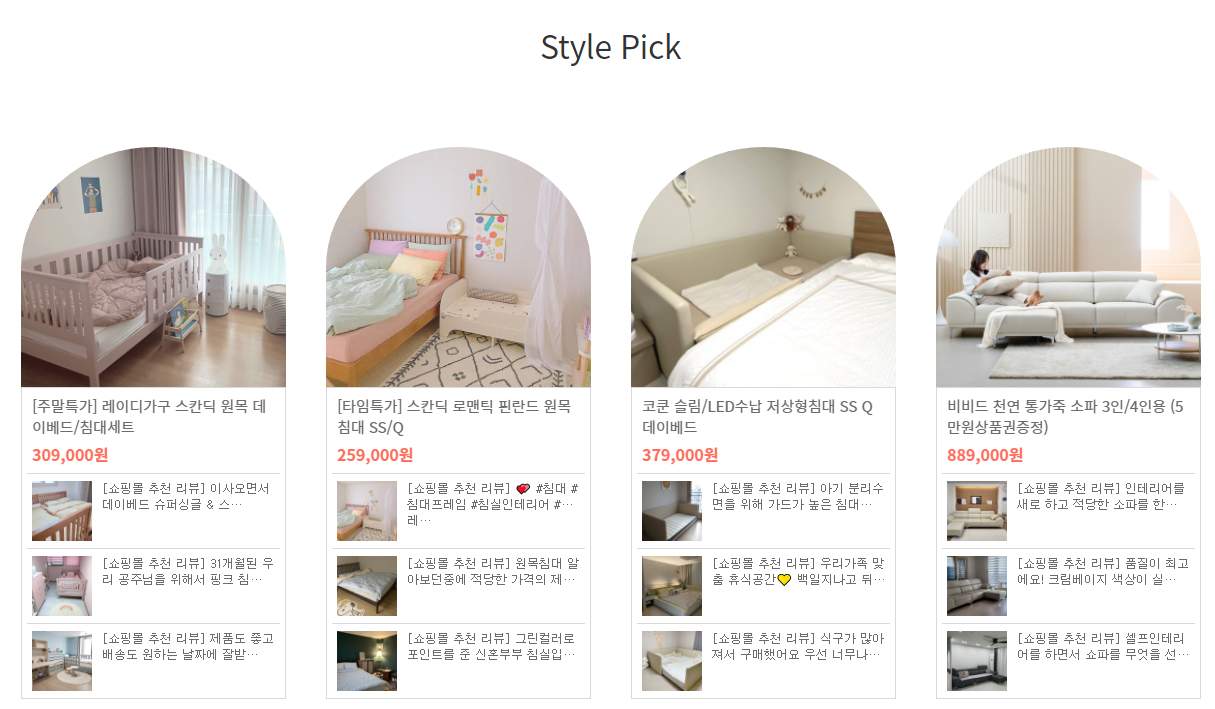 Style Pick
[주말특가] 레이디가구 스칸딕 원목 데
이베드/침대세트
309,000원
[쇼핑몰 추천 리뷰] 이사오면서
데이베드 슈퍼싱글 & 스…
[쇼핑몰 추천 리뷰] 31개월된 우
리 공주님을 위해서 핑크 침…
[쇼핑몰 추천 리뷰] 제품도 좋고
배송도 원하는 날짜에 잘받…
[타임특가] 스칸딕 로맨틱 핀란드 원목
침대 SS/Q
259,000원
[쇼핑몰 추천 리뷰] 💕 #침대 #
침대프레임 #침실인테리어 #…
레…
[쇼핑몰 추천 리뷰] 원목침대 알
아보던중에 적당한 가격의 제…
[쇼핑몰 추천 리뷰] 그린컬러로
포인트를 준 신혼부부 침실입…
코쿤 슬림/LED수납 저상형침대 SS Q
데이베드
379,000원
[쇼핑몰 추천 리뷰] 아기 분리수
면을 위해 가드가 높은 침대…
[쇼핑몰 추천 리뷰] 우리가족 맞
춤 휴식공간💛 백일지나고 뒤…
[쇼핑몰 추천 리뷰] 식구가 많아
져서 구매했어요 우선 너무나…
비비드 천연 통가죽 소파 3인/4인용 (5
만원상품권증정)
889,000원
[쇼핑몰 추천 리뷰] 인테리어를
새로 하고 적당한 소파를 한…
[쇼핑몰 추천 리뷰] 품질이 최고
에요! 크림베이지 색상이 실…
[쇼핑몰 추천 리뷰] 셀프인테리
어를 하면서 쇼파를 무엇을 선…